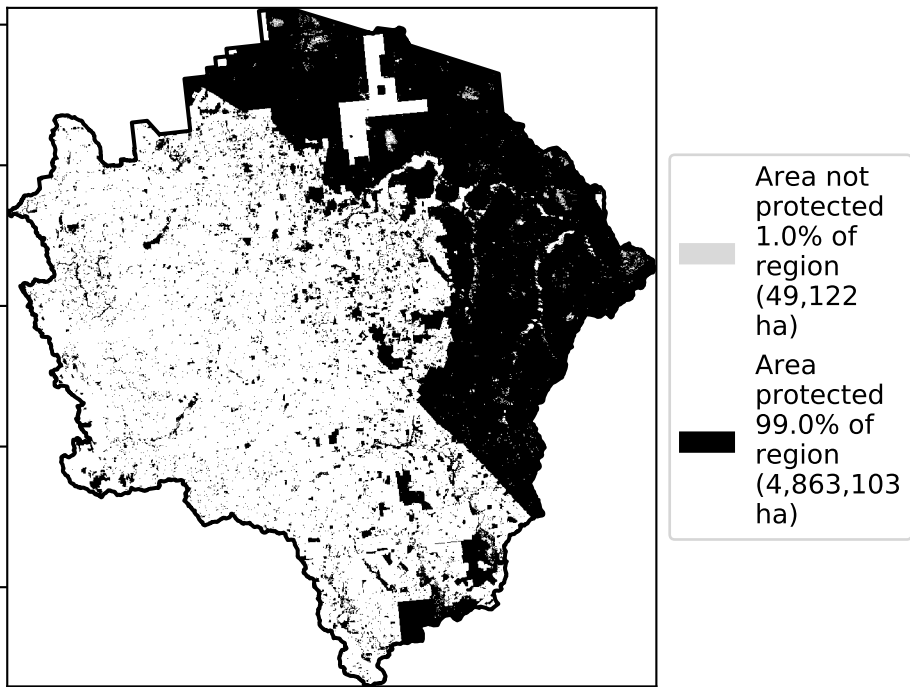 Area not
protected
1.0% of
region
(49,122
ha)
Area
protected
99.0% of
region
(4,863,103
ha)